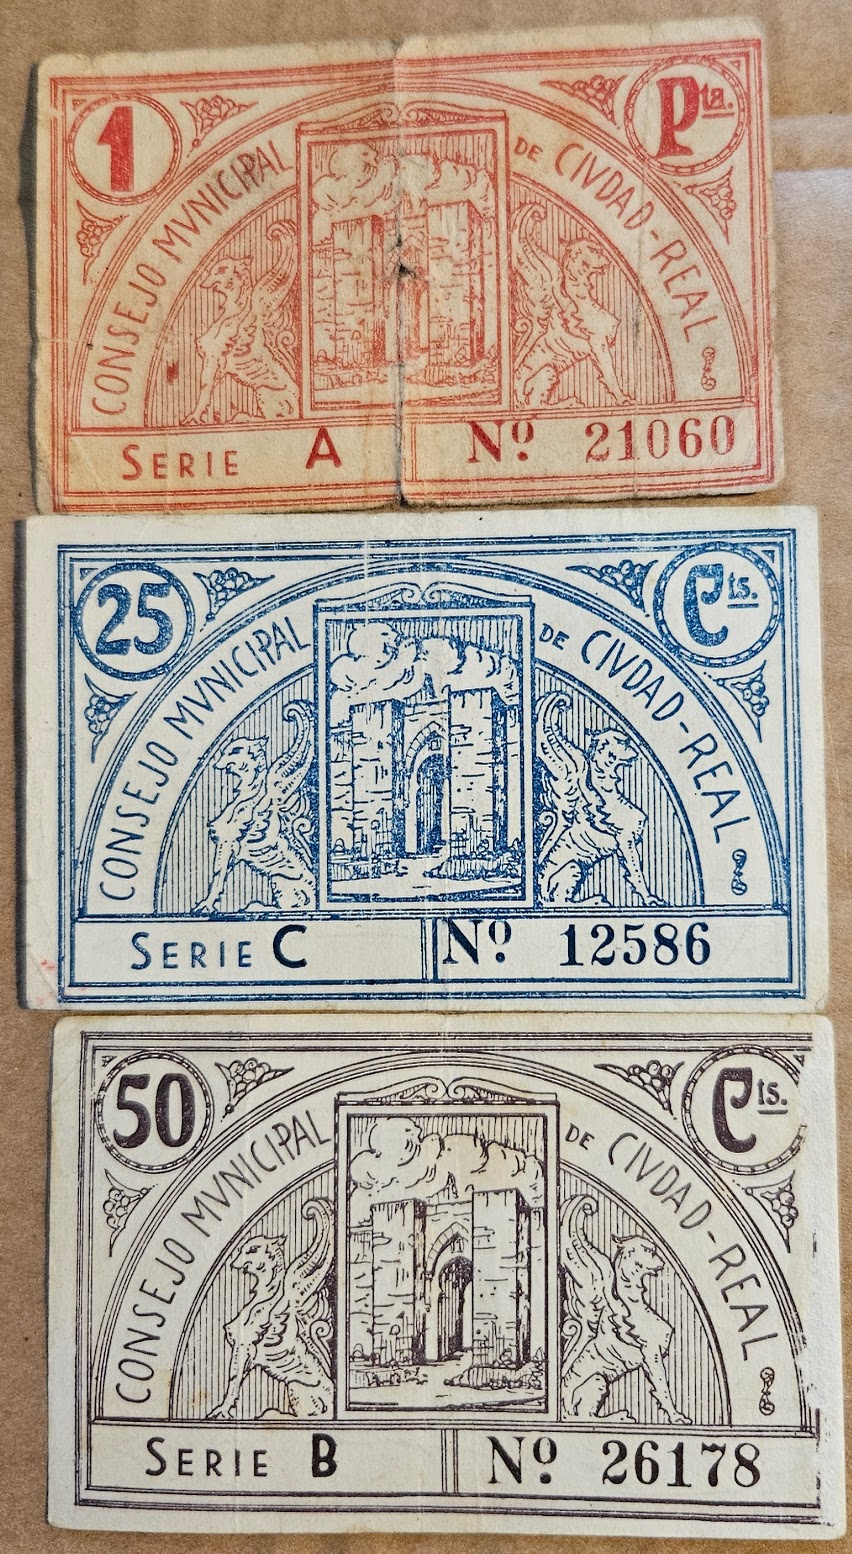 1 Pta.
CONSEJO MVNICIPAL DE CIVDAD-REAL
SERIE A Nº 21060
25 Cts.
CONSEJO MVNICIPAL DE CIVDAD-REAL
SERIE C Nº 12586
50 Cts.
CONSEJO MVNICIPAL DE CIVDAD-REAL
SERIE B Nº 26178